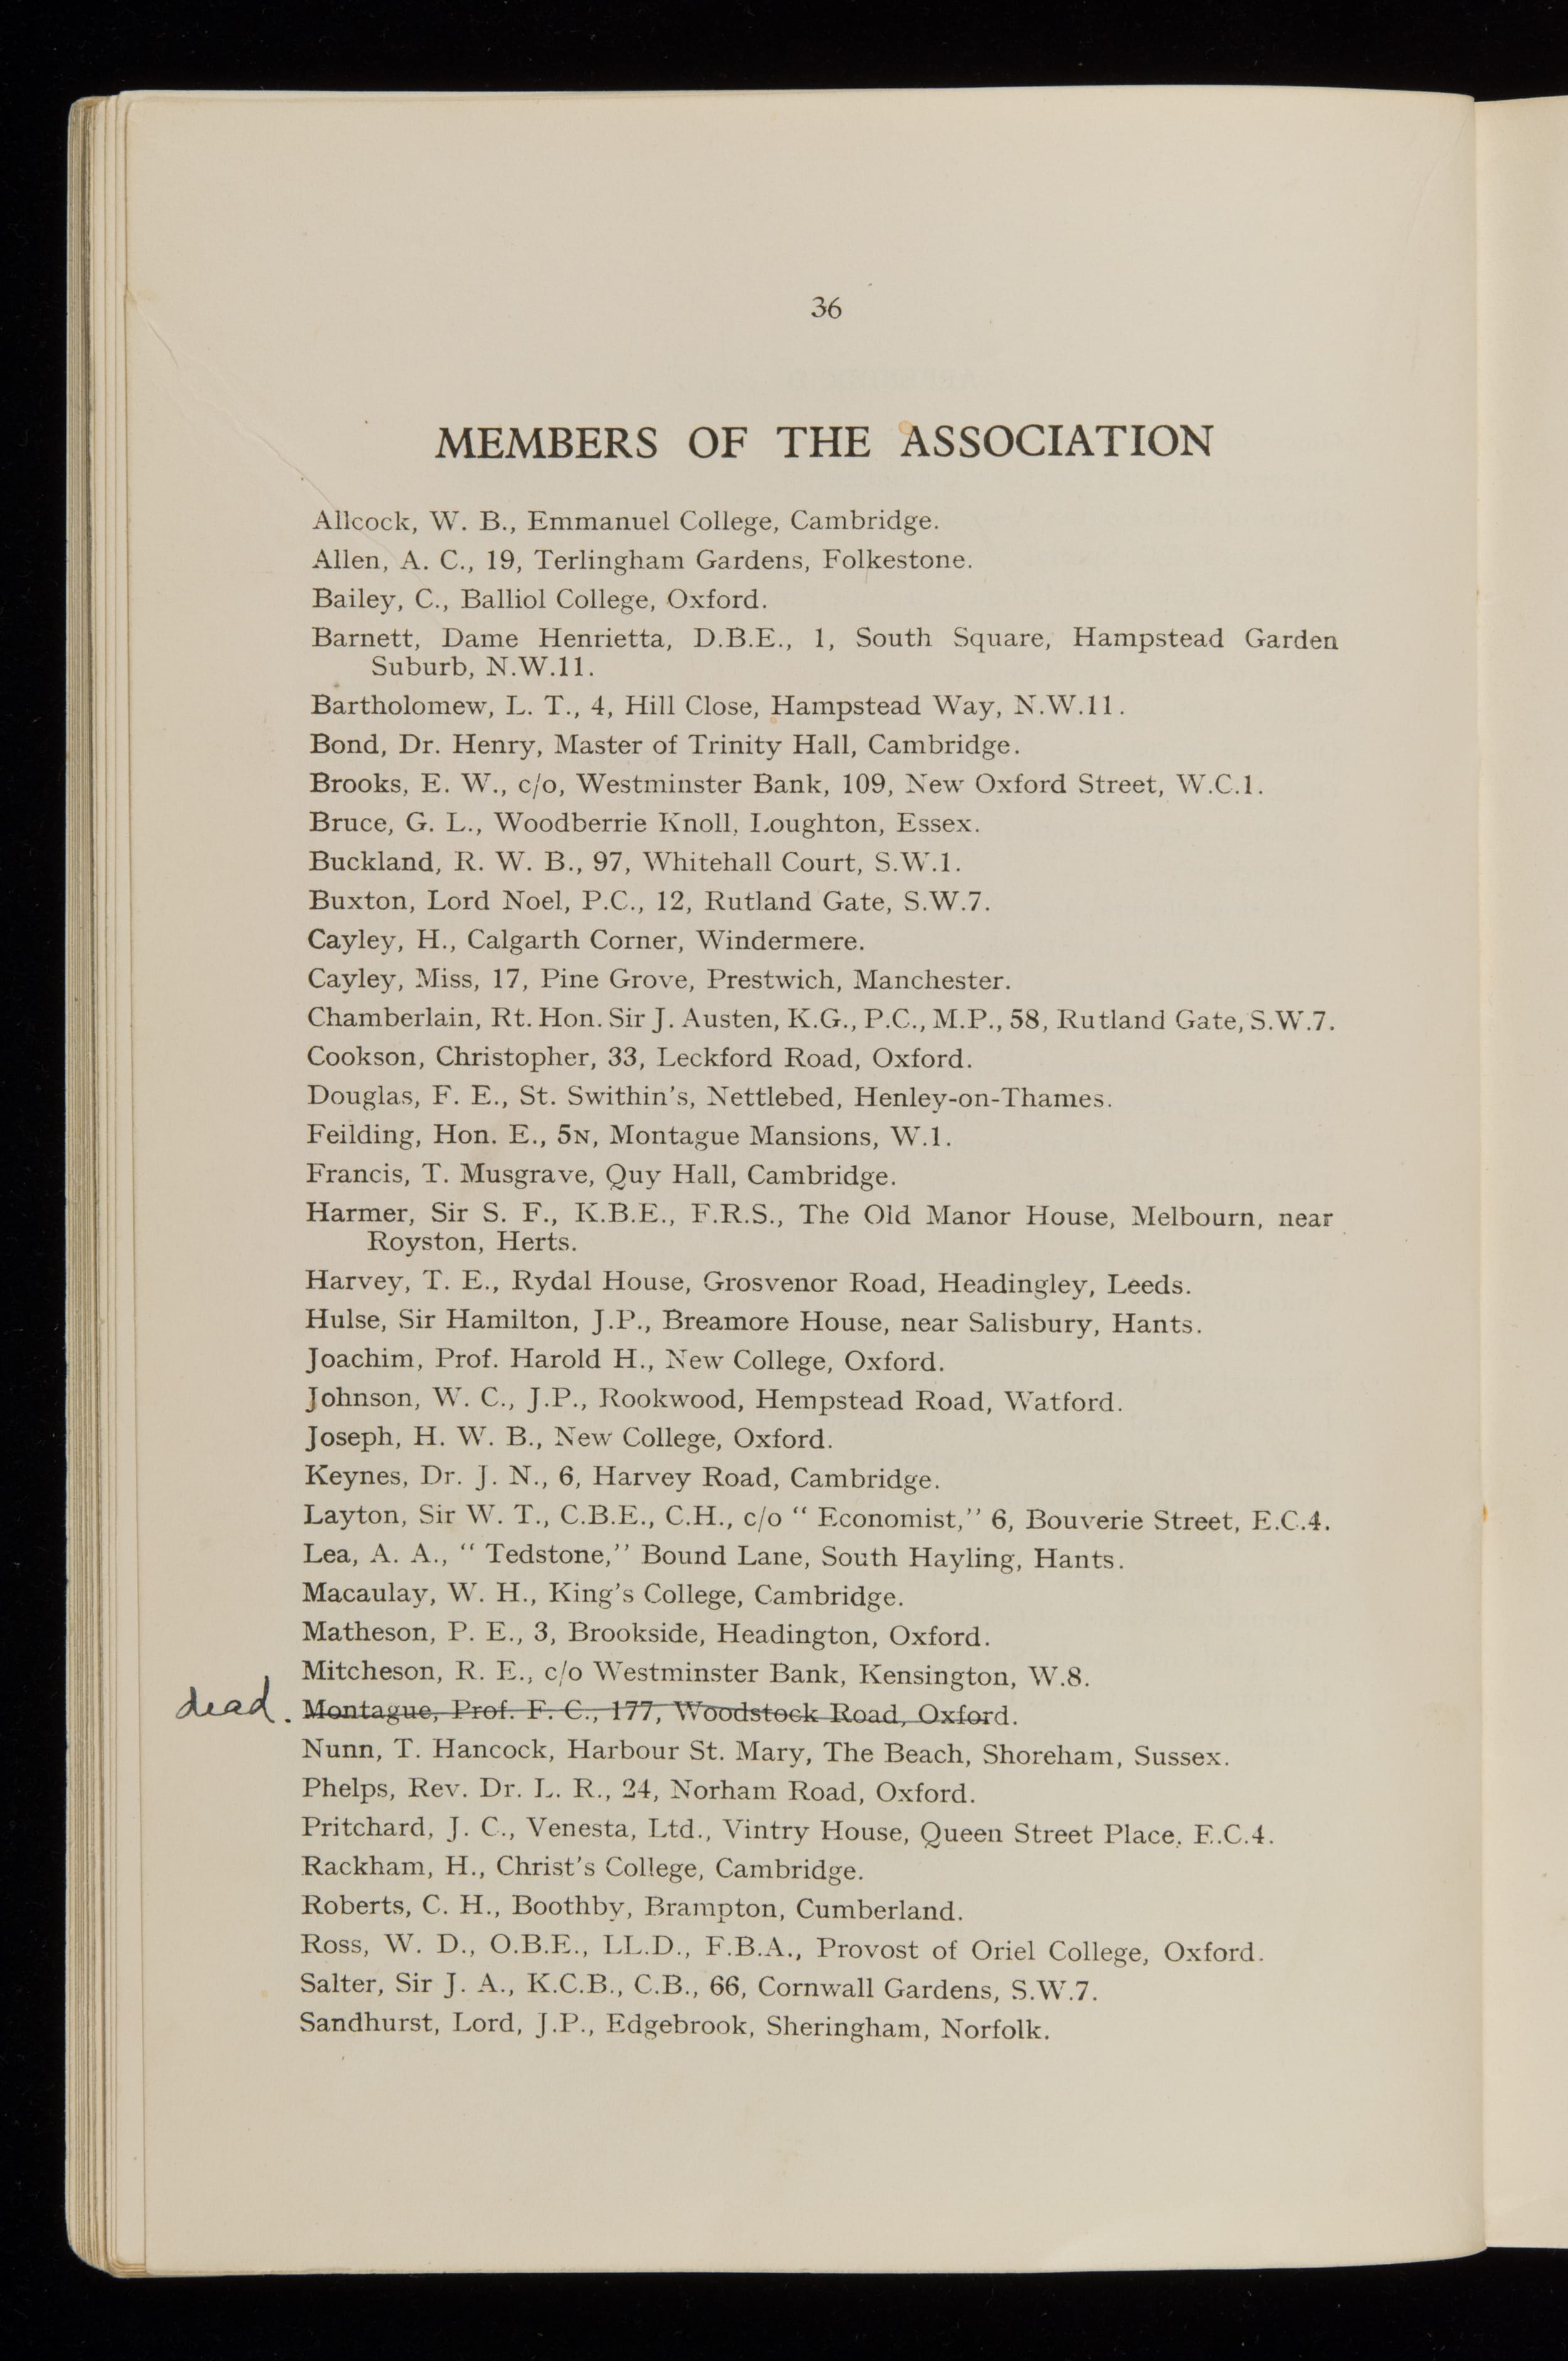 36
MEMBERS OF THE ASSOCIATION
Allcock, W. B., Emmanuel College, Cambridge.
Allen, A. C., 19, Terlingham Gardens, Folkestone.
Bailey, C., Balliol College, Oxford.
Barnett, Dame Henrietta, D.B.E., 1, South Square, Hampstead Garden
Suburb, N.W.11.
Bartholomew, L. T., 4, Hill Close, Hampstead Way, N.W.11.
Bond, Dr. Henry, Master of Trinity Hall, Cambridge.
Brooks, E. W., c/o, Westminster Bank, 109, New Oxford Street, W.C.1.
Bruce, G. L., Woodberrie Knoll, Loughton, Essex.
Buckland, R. W. B., 97, Whitehall Court, S.W.1.
Buxton, Lord Noel, P.C., 12, Rutland Gate, S.W.7.
Cayley, H., Calgarth Corner, Windermere.
Cayley, Miss, 17, Pine Grove, Prestwich, Manchester.
Chamberlain, Rt. Hon. Sir J. Austen, K.G., P.C., M.P., 58, Rutland Gate, S.W.7.
Cookson, Christopher, 33, Leckford Road, Oxford.
Douglas, F. E., St. Swithin's, Nettlebed, Henley-on-Thames.
Feilding, Hon. E., 5N, Montague Mansions, W.1.
Francis, T. Musgrave, Quy Hall, Cambridge.
Harmer, Sir S. F., K.B.E., F.R.S., The Old Manor House, Melbourn, near
Royston, Herts.
Harvey, T. E., Rydal House, Grosvenor Road, Headingley, Leeds.
Hulse, Sir Hamilton, J.P., Breamore House, near Salisbury, Hants.
Joachim, Prof. Harold H., New College, Oxford.
Johnson, W. C., J.P., Rookwood, Hempstead Road, Watford.
Joseph, H. W. B., New College, Oxford.
Keynes, Dr. J. N., 6, Harvey Road, Cambridge.
Layton, Sir W. T., C.B.E., C.H., c/o " Economist," 6, Bouverie Street, E.C.4.
Lea, A. A., " Tedstone," Bound Lane, South Hayling, Hants.
Macaulay, W. H., King's College, Cambridge.
Matheson, P. E., 3, Brookside, Headington, Oxford.
Mitcheson, R. E., c/o Westminster Bank, Kensington, W.8.
dead. Montague, Prof. F. C., 177, Woodstock Road, Oxford.
Nunn, T. Hancock, Harbour St. Mary, The Beach, Shoreham, Sussex.
Phelps, Rev. Dr. L. R., 24, Norham Road, Oxford.
Pritchard, J. C., Venesta, Ltd., Vintry House, Queen Street Place, E.C.4.
Rackham, H., Christ's College, Cambridge.
Roberts, C. H., Boothby, Brampton, Cumberland.
Ross, W. D., O.B.E., LL.D., F.B.A., Provost of Oriel College, Oxford.
Salter, Sir J. A., K.C.B., C.B., 66, Cornwall Gardens, S.W.7.
Sandhurst, Lord, J.P., Edgebrook, Sheringham, Norfolk.